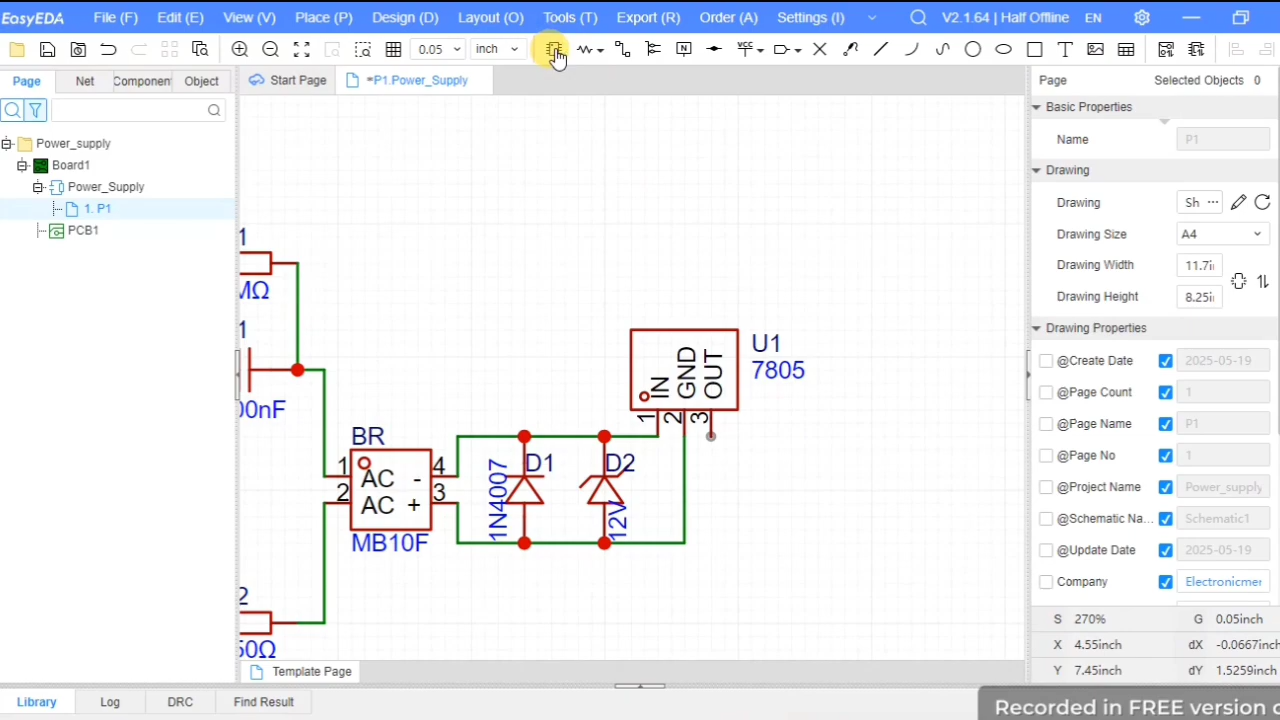 EasyEDA File (F) Edit (E) View (V) Place (P) Design (D) Layout (O) Tools (T) Export (R) Order (A) Settings (I) V2.1.64 | Half Offline EN
0.05 inch
Page Net Component Object
Start Page *P1.Power_Supply
Page Selected Objects 0
Basic Properties
Name P1
Drawing
Drawing Sh ...
Drawing Size A4
Drawing Width 11.7i
Drawing Height 8.25i
Drawing Properties
@Create Date 2025-05-19
@Page Count 1
@Page Name P1
@Page No 1
@Project Name Power_supply
@Schematic Na... Schematic1
@Update Date 2025-05-19
Company Electronicmer
S 270% G 0.05inch
X 4.55inch dX -0.0667inch
Y 7.45inch dY 1.5259inch
Power_supply
Board1
Power_Supply
1. P1
PCB1
1
MΩ
1
00nF
BR
1 AC - 4
2 AC + 3
MB10F
2
50Ω
D1
1N4007
D2
12V
U1
7805
IN
GND
OUT
1 2 3
Template Page
Library Log DRC Find Result
Recorded in FREE version